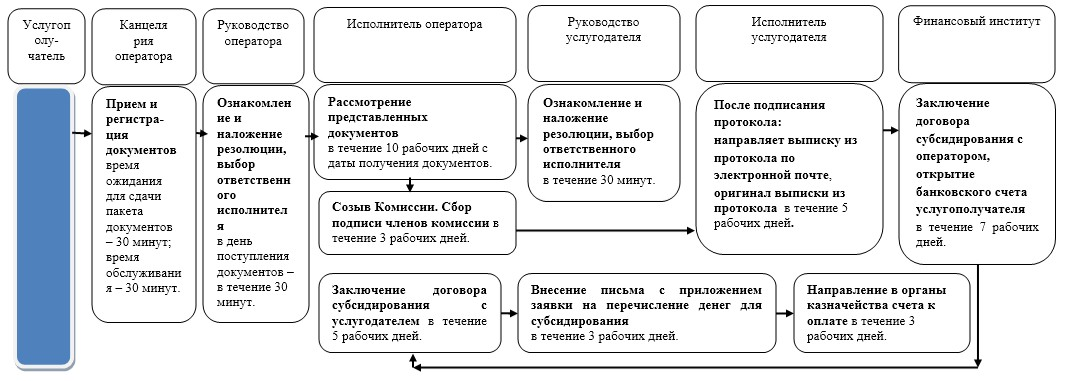 Услугоп
олу-
чатель
Канцеля
рия
оператора
Руководство
оператора
Исполнитель оператора
Руководство
услугодателя
Исполнитель
услугодателя
Финансовый институт
Прием и
регистра-
ция
документов
время
ожидания
для сдачи
пакета
документов
– 30 минут;
время
обслуживани
я – 30 минут.
Ознакомлен
ие и
наложение
резолюции,
выбор
ответственн
ого
исполнител
я
в день
поступления
документов –
в течение 30
минут.
Рассмотрение
представленных
документов
в течение 10 рабочих дней с
даты получения документов.
Созыв Комиссии. Сбор
подписи членов комиссии в
течение 3 рабочих дней.
Ознакомление и
наложение
резолюции, выбор
ответственного
исполнителя
в течение 30 минут.
После подписания
протокола:
направляет выписку из
протокола по
электронной почте,
оригинал выписки из
протокола в течение 5
рабочих дней.
Заключение
договора
субсидирования с
оператором,
открытие
банковского счета
услугополучателя
в течение 7 рабочих
дней.
Заключение договора
субсидирования с
услугодателем в течение
5 рабочих дней.
Внесение письма с приложением
заявки на перечисление денег для
субсидирования
в течение 3 рабочих дней.
Направление в органы
казначейства счета к
оплате в течение 3
рабочих дней.